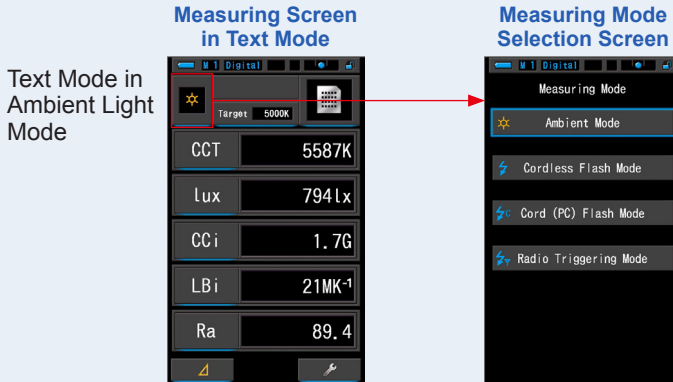 Measuring Screen
in Text Mode
Measuring Mode
Selection Screen
Text Mode in
Ambient Light
Mode
M 1 Digital
Target 5000K
CCT 5587K
lux 794lx
CCi 1.7G
LBi 21MK⁻¹
Ra 89.4
M 1 Digital
Measuring Mode
Ambient Mode
Cordless Flash Mode
C Cord (PC) Flash Mode
Radio Triggering Mode